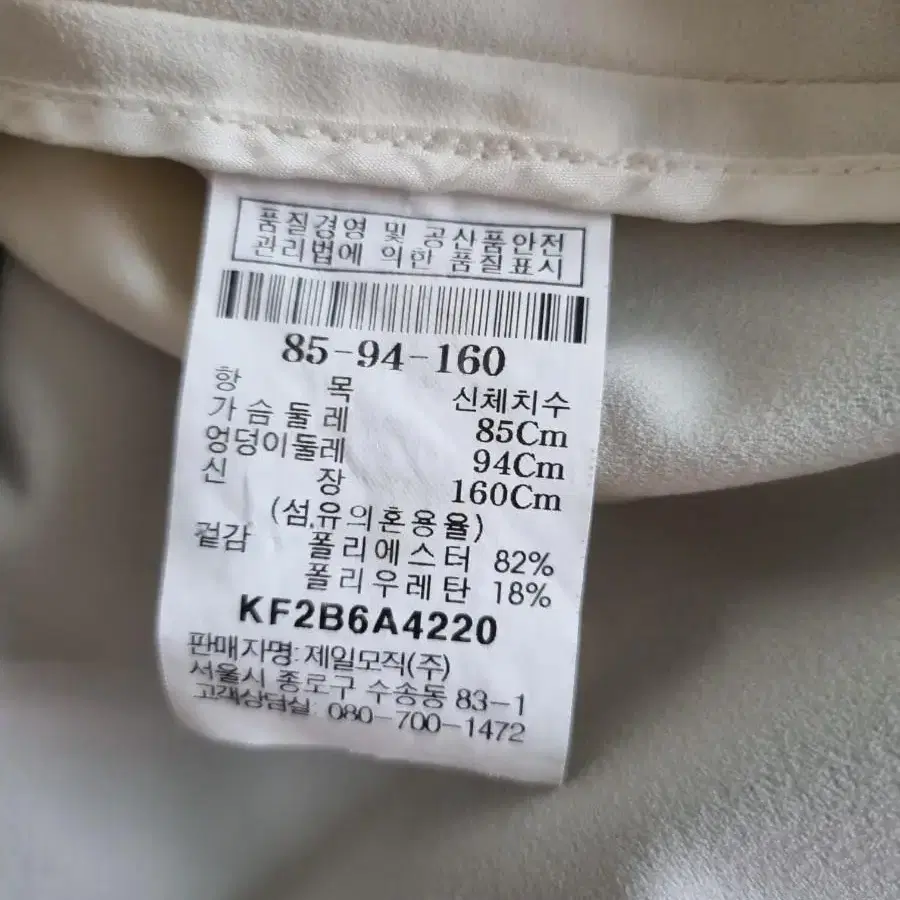 품질경영 및 공산품안전
관리법에 의한 품질표시
85-94-160
항 목 신체치수
가슴둘레 85Cm
엉덩이둘레 94Cm
신 장 160Cm
(섬유의혼용율)
겉감 폴리에스터 82%
폴리우레탄 18%
KF2B6A4220
판매자명: 제일모직(주)
서울시 종로구 수송동 83-1
고객상담실: 080-700-1472